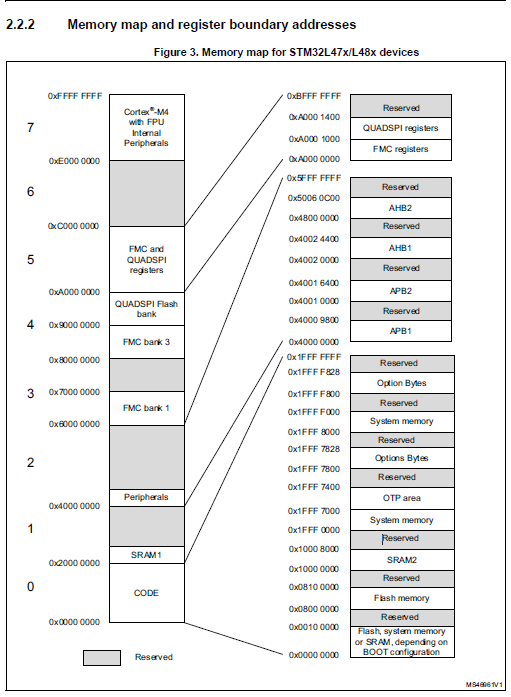 2.2.2 Memory map and register boundary addresses
Figure 3. Memory map for STM32L47x/L48x devices
0xFFFF FFFF
7
Cortex®-M4
with FPU
Internal
Peripherals
0xE000 0000
6
0xC000 0000
5
FMC and
QUADSPI
registers
0xA000 0000
QUADSPI Flash
bank
4
0x9000 0000
FMC bank 3
0x8000 0000
3
0x7000 0000
FMC bank 1
0x6000 0000
2
Peripherals
0x4000 0000
1
SRAM1
0x2000 0000
0
CODE
0x0000 0000
Reserved
0xBFFF FFFF
Reserved
0xA000 1400
QUADSPI registers
0xA000 1000
FMC registers
0xA000 0000
0x5FFF FFFF
Reserved
0x5006 0C00
AHB2
0x4800 0000
Reserved
0x4002 4400
AHB1
0x4002 0000
Reserved
0x4001 6400
APB2
0x4001 0000
Reserved
0x4000 9800
APB1
0x4000 0000
0x1FFF FFFF
Reserved
0x1FFF F828
Option Bytes
0x1FFF F800
Reserved
0x1FFF F000
System memory
0x1FFF 8000
Reserved
0x1FFF 7828
Options Bytes
0x1FFF 7800
Reserved
0x1FFF 7400
OTP area
0x1FFF 7000
System memory
0x1FFF 0000
Reserved
0x1000 8000
SRAM2
0x1000 0000
Reserved
0x0810 0000
Flash memory
0x0800 0000
Reserved
0x0010 0000
Flash, system memory
or SRAM, depending on
BOOT configuration
0x0000 0000
MS46961V1